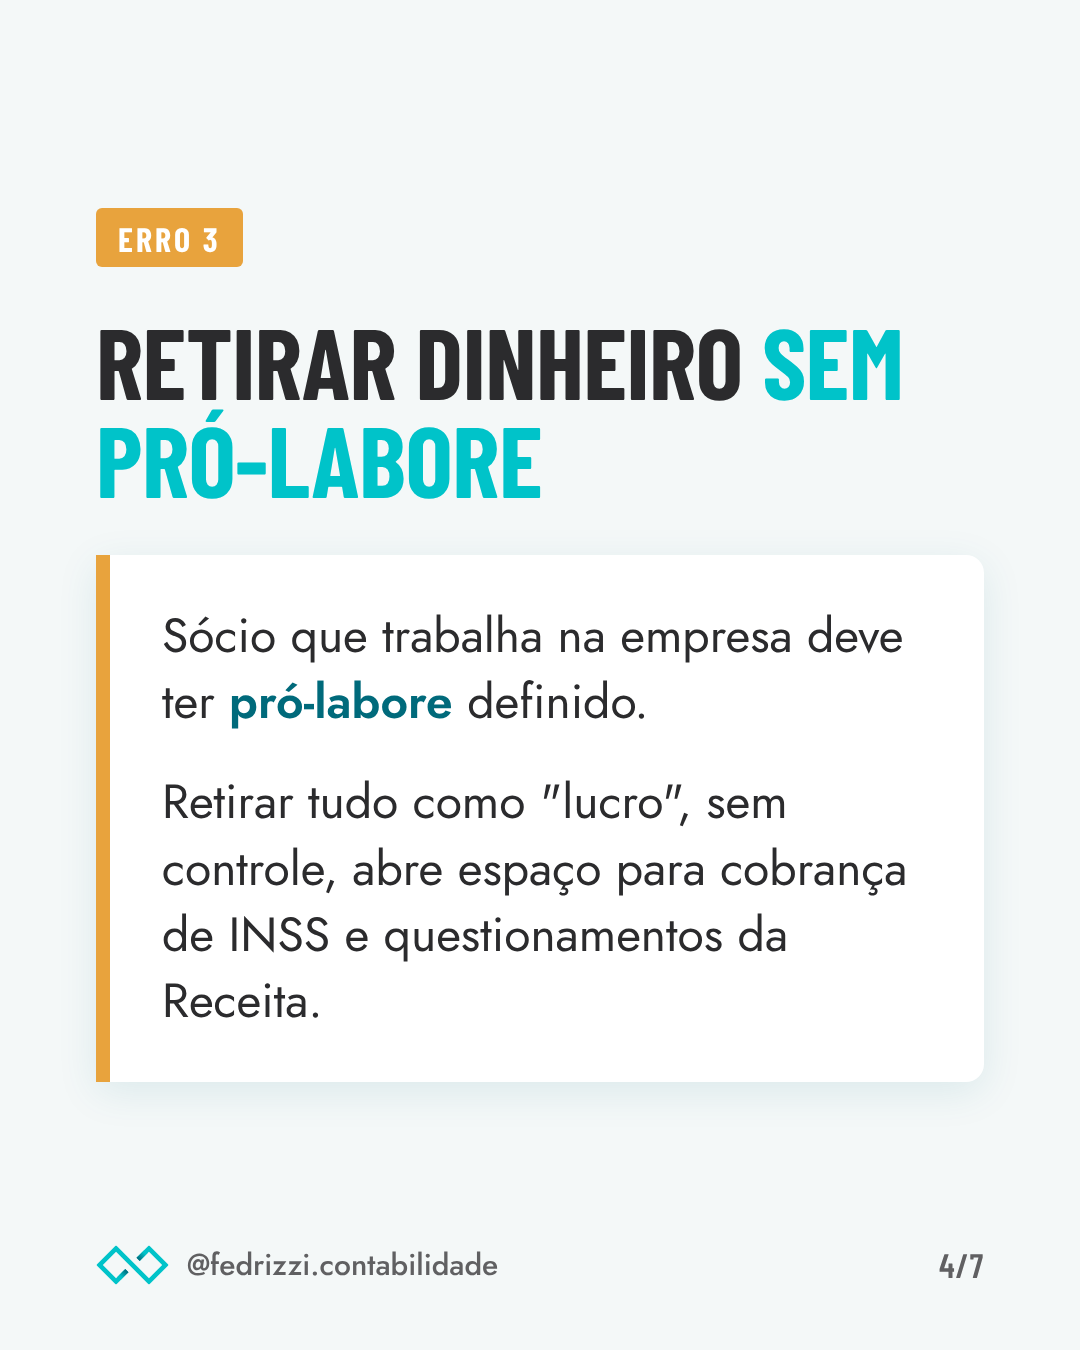 ERRO 3
RETIRAR DINHEIRO SEM
PRÓ-LABORE
Sócio que trabalha na empresa deve
ter pró-labore definido.
Retirar tudo como "lucro", sem
controle, abre espaço para cobrança
de INSS e questionamentos da
Receita.
@fedrizzi.contabilidade
4/7